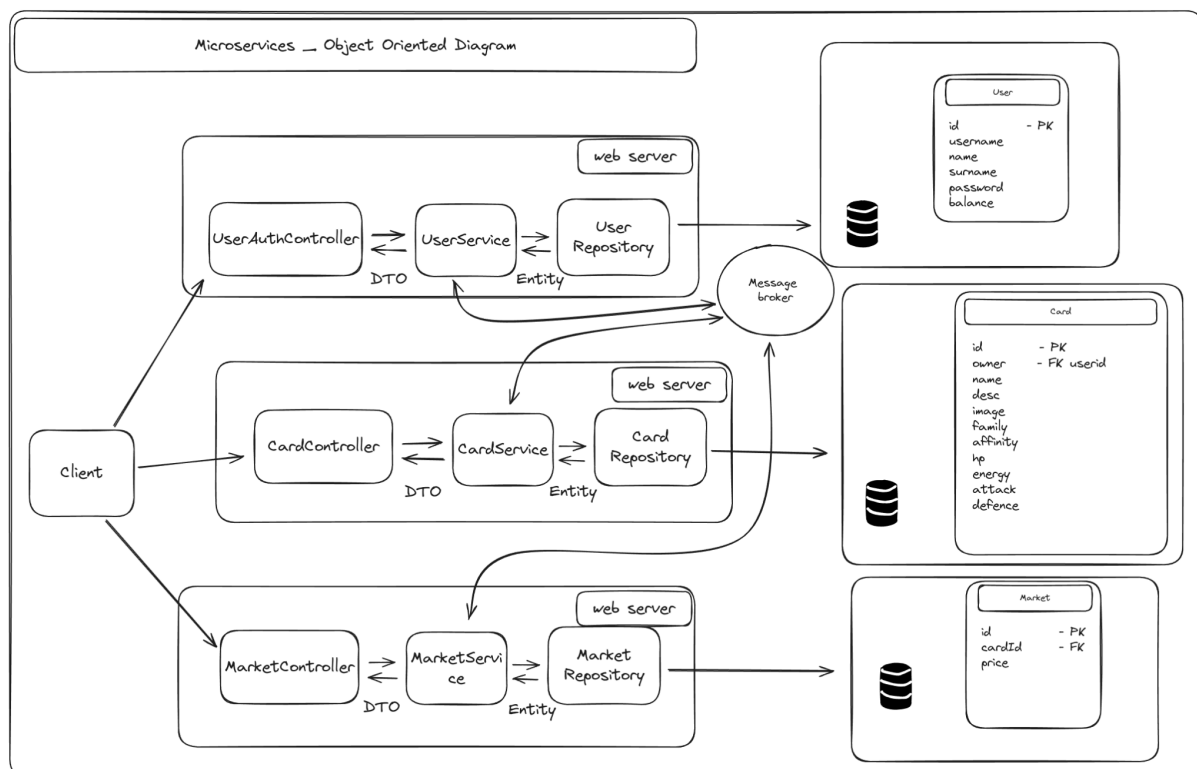 Microservices _ Object Oriented Diagram
User
id - PK
username
name
surname
password
balance
web server
UserAuthController
UserService
User
Repository
DTO
Entity
Message
broker
Card
id - PK
owner - FK userid
name
desc
image
family
affinity
hp
energy
attack
defence
web server
CardController
CardService
Card
Repository
DTO
Entity
Client
web server
MarketController
MarketServi
ce
Market
Repository
DTO
Entity
Market
id - PK
cardId - FK
price